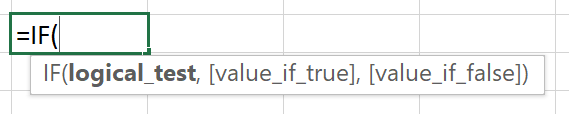 =IF(
IF(logical_test, [value_if_true], [value_if_false])